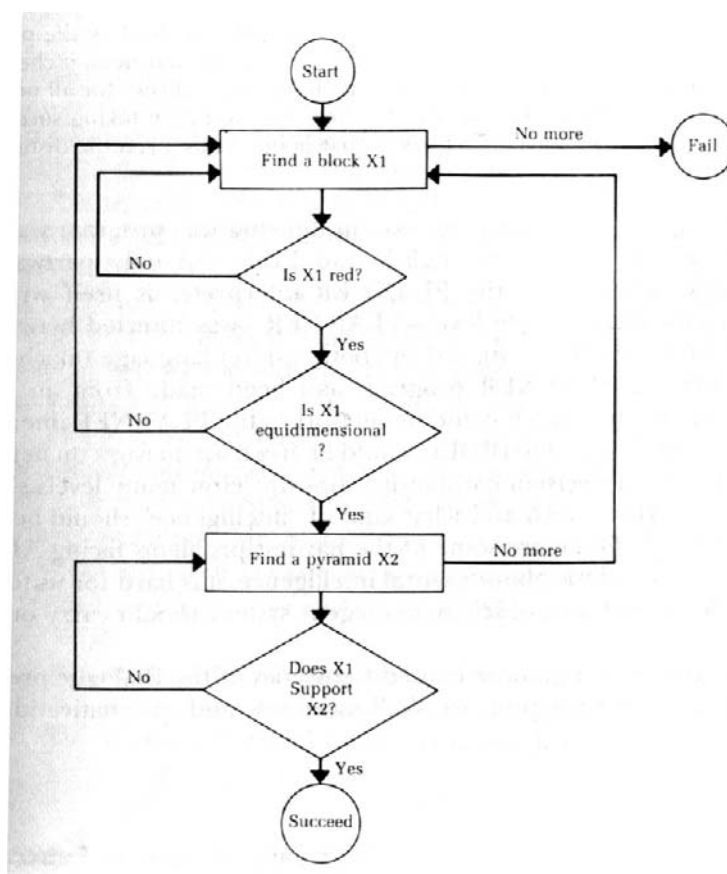 Start
Find a block X1
No more
Fail
No
Is X1 red?
Yes
No
Is X1
equidimensional
?
Yes
Find a pyramid X2
No more
No
Does X1
Support
X2?
Yes
Succeed